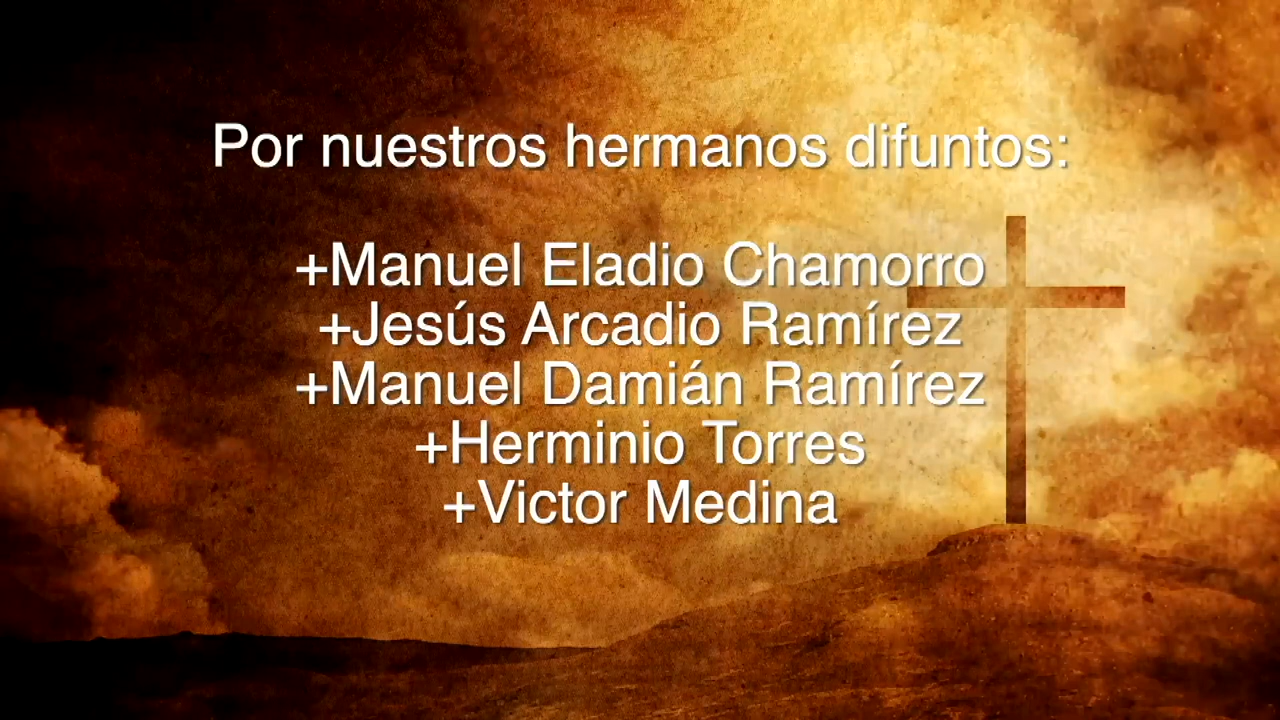 Por nuestros hermanos difuntos:
+Manuel Eladio Chamorro
+Jesús Arcadio Ramírez
+Manuel Damián Ramírez
+Herminio Torres
+Victor Medina